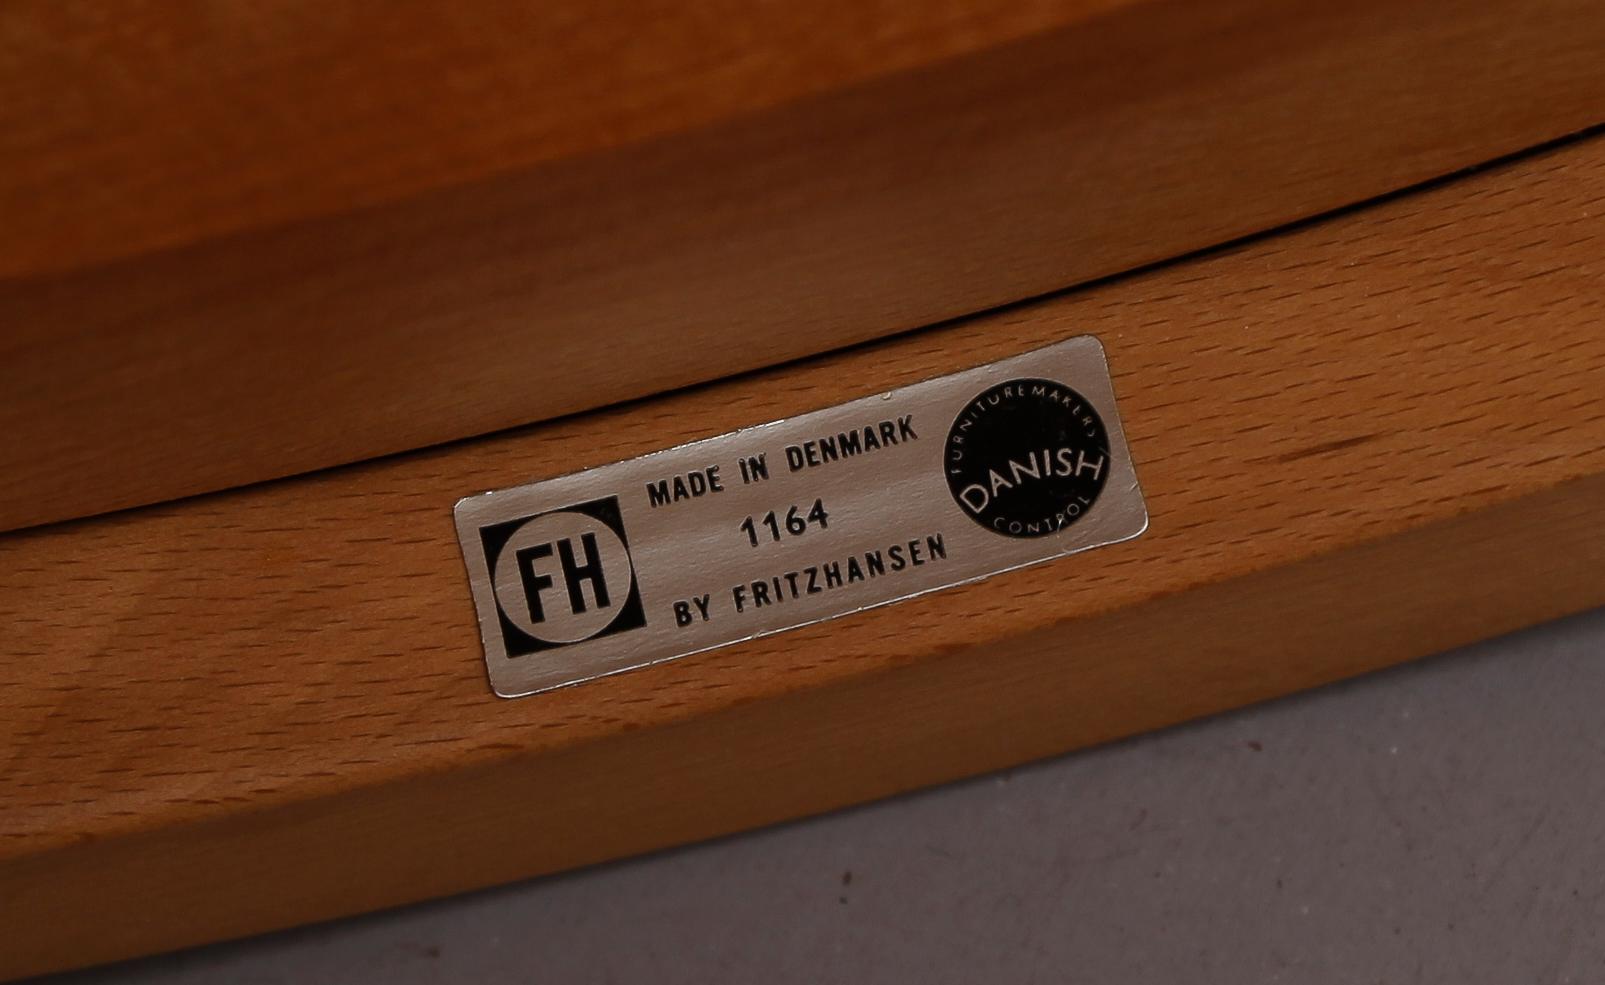 FH
MADE IN DENMARK
1164
BY FRITZHANSEN
FURNITUREMAKERS
DANISH
CONTROL